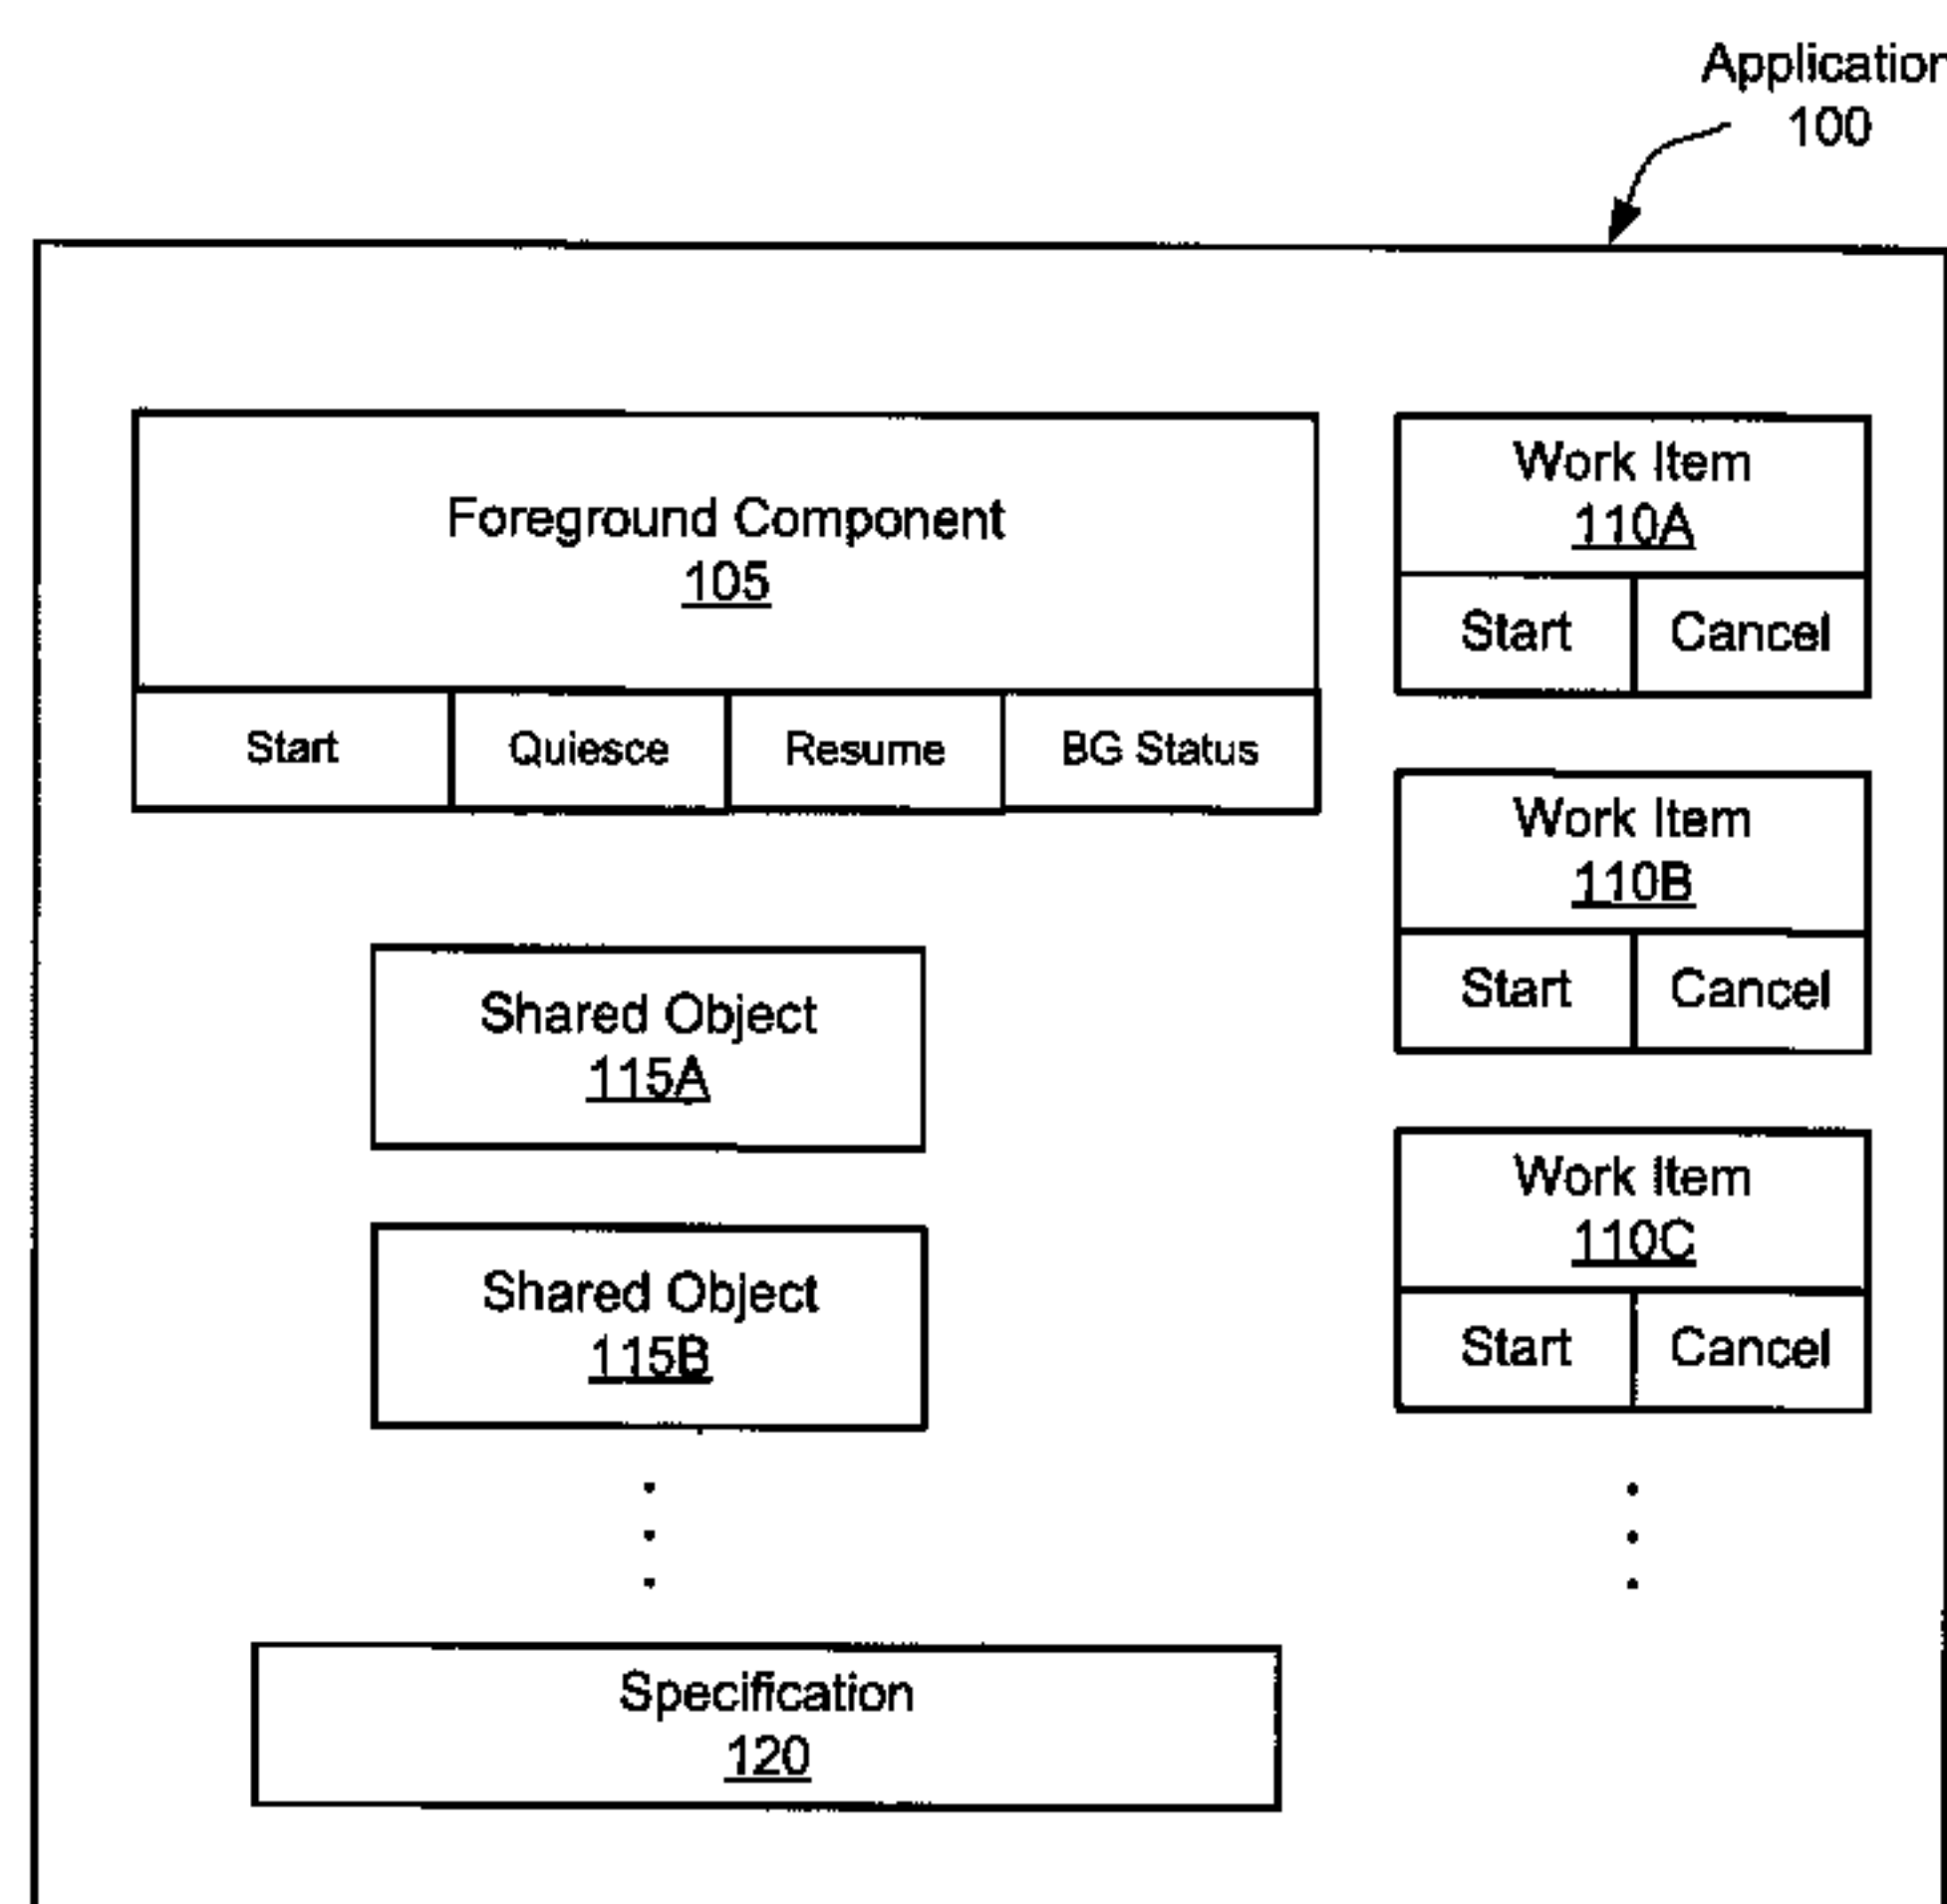 Application
100
Foreground Component
105
Start
Quiesce
Resume
BG Status
Work Item
110A
Start
Cancel
Work Item
110B
Start
Cancel
Work Item
110C
Start
Cancel
Shared Object
115A
Shared Object
115B
Specification
120